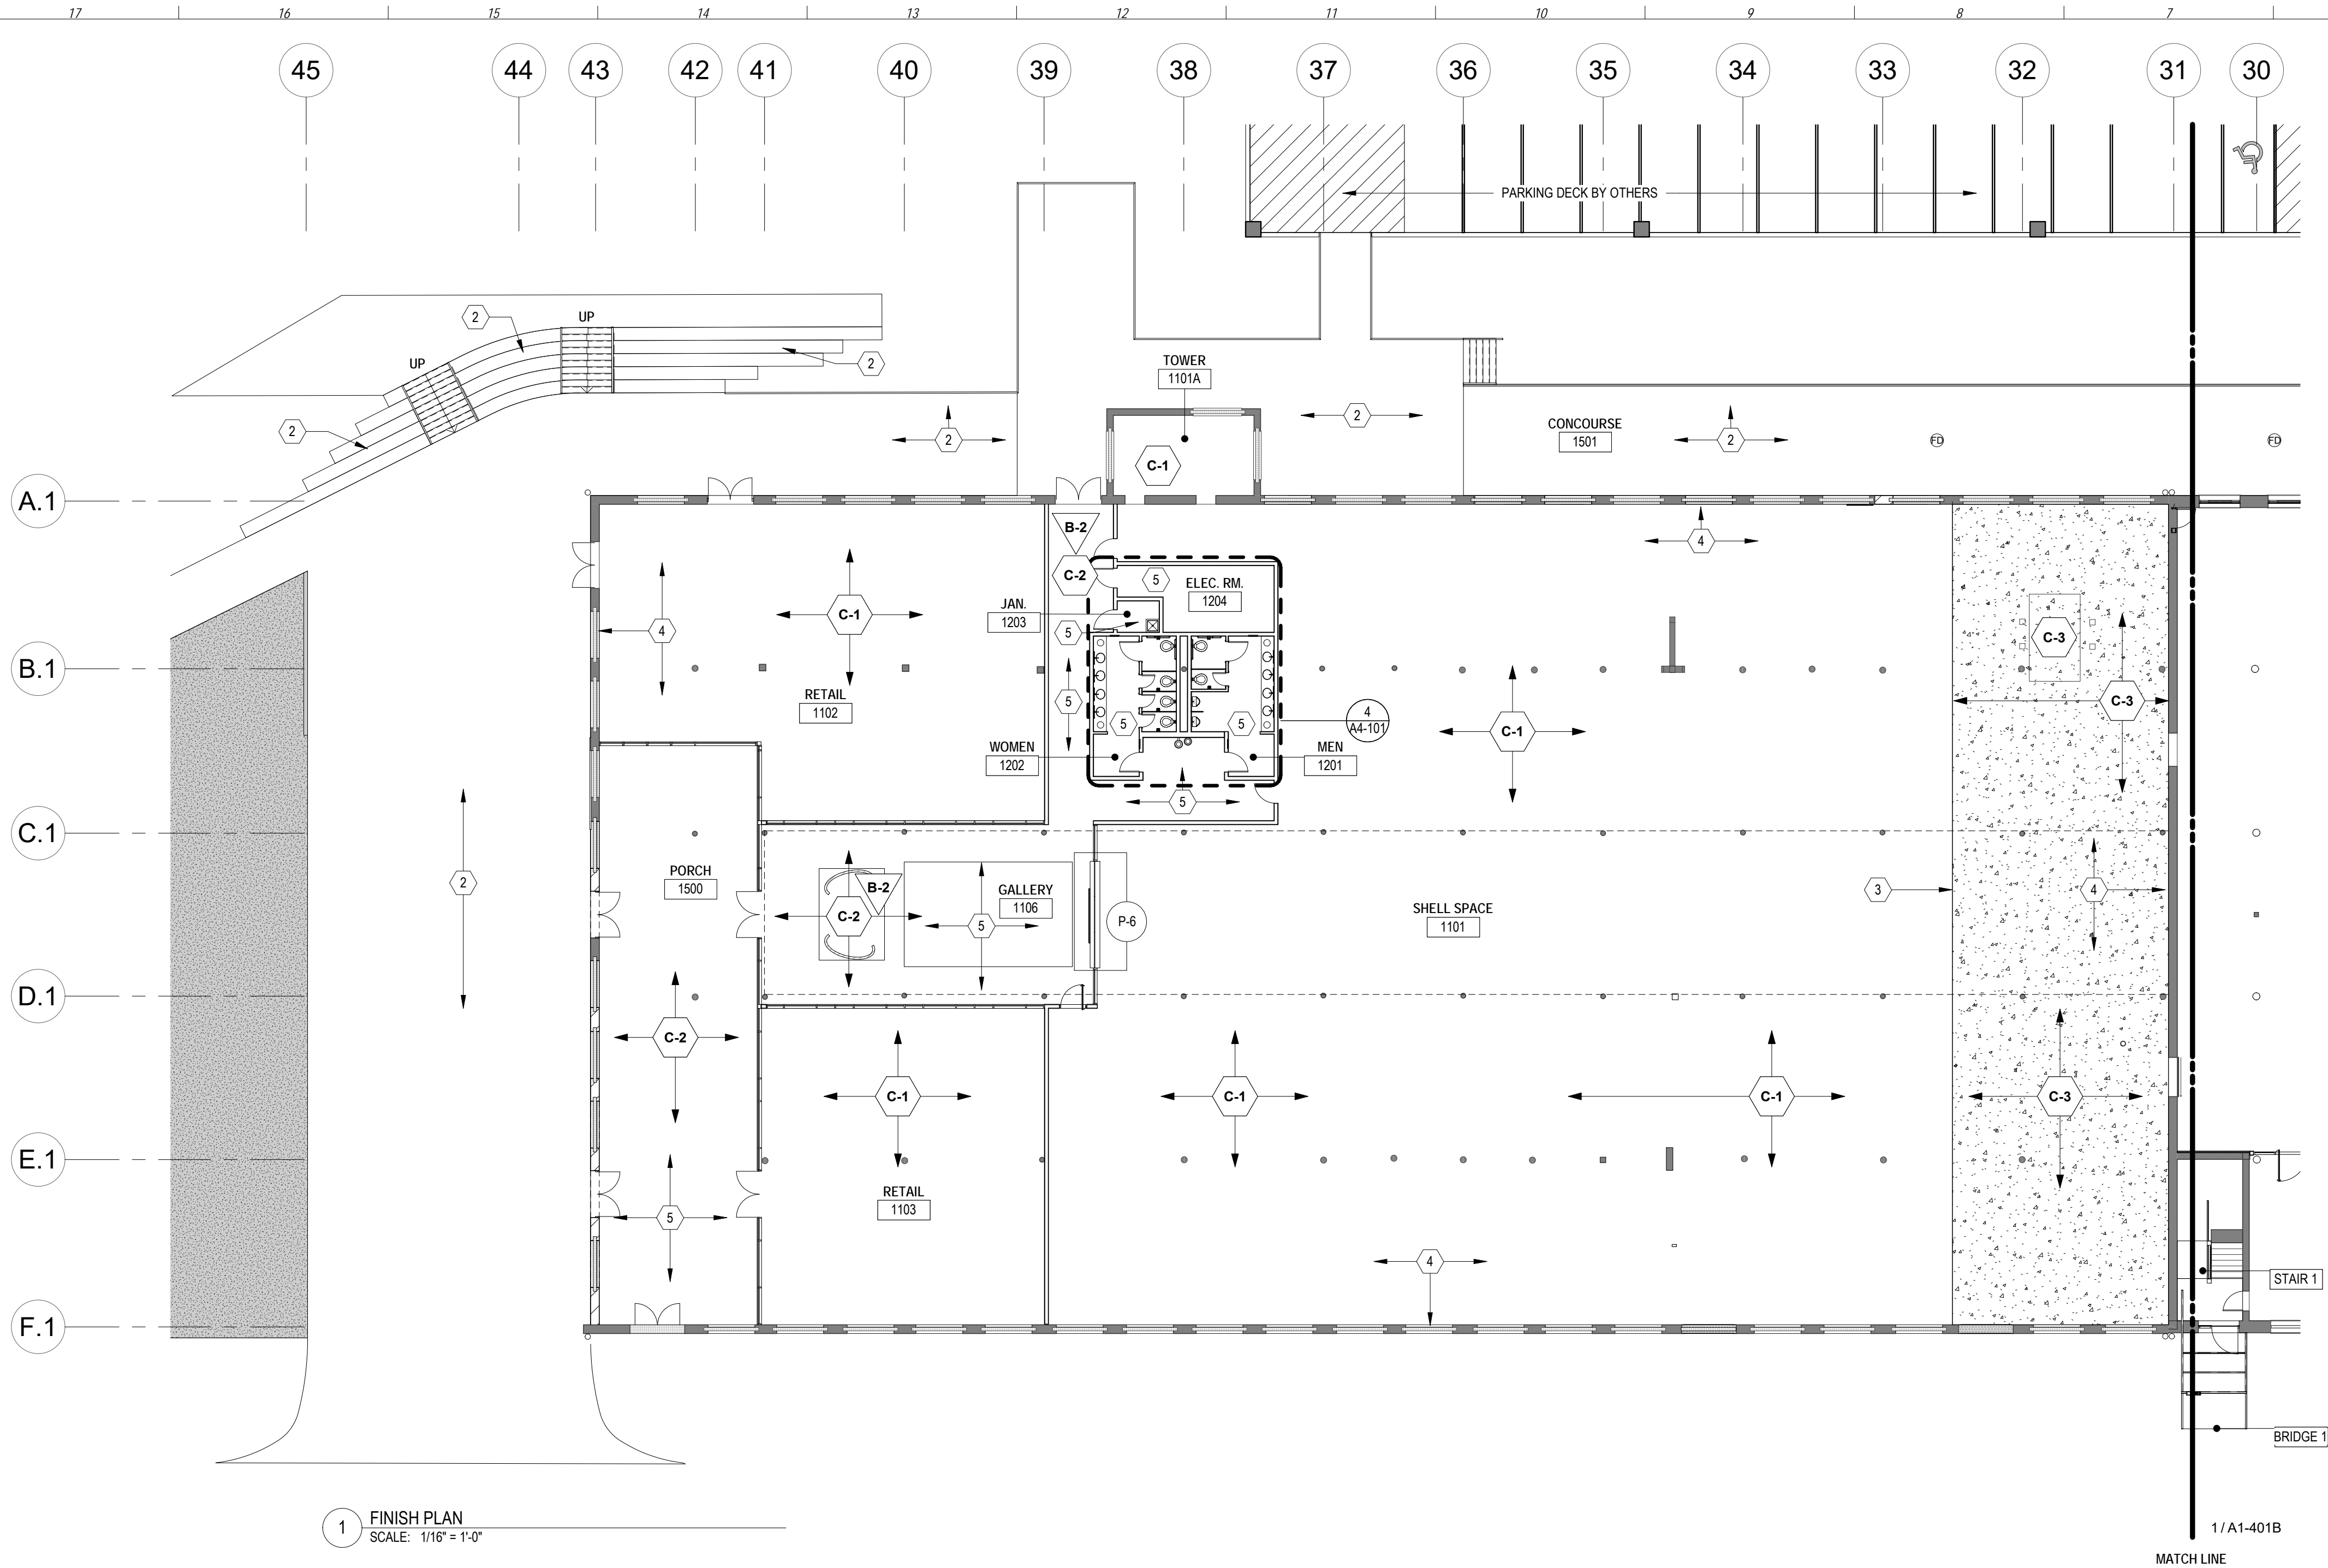 17 16 15 14 13 12 11 10 9 8 7
45 44 43 42 41 40 39 38 37 36 35 34 33 32 31 30
PARKING DECK BY OTHERS
2
UP
UP
2
2
TOWER
1101A
2
2
CONCOURSE
1501
2
FD
FD
C-1
A.1
B-2
4
C-2
5
ELEC. RM.
1204
C-1
JAN.
1203
5
4
C-3
B.1
RETAIL
1102
5
5
5
4
A4-101
C-1
C-3
WOMEN
1202
MEN
1201
5
C.1
PORCH
1500
2
B-2
C-2
GALLERY
1106
5
P-6
SHELL SPACE
1101
3
4
D.1
C-2
C-1
C-1
C-1
C-3
E.1
RETAIL
1103
5
4
STAIR 1
F.1
BRIDGE 1
1
FINISH PLAN
SCALE: 1/16" = 1'-0"
1 / A1-401B
MATCH LINE